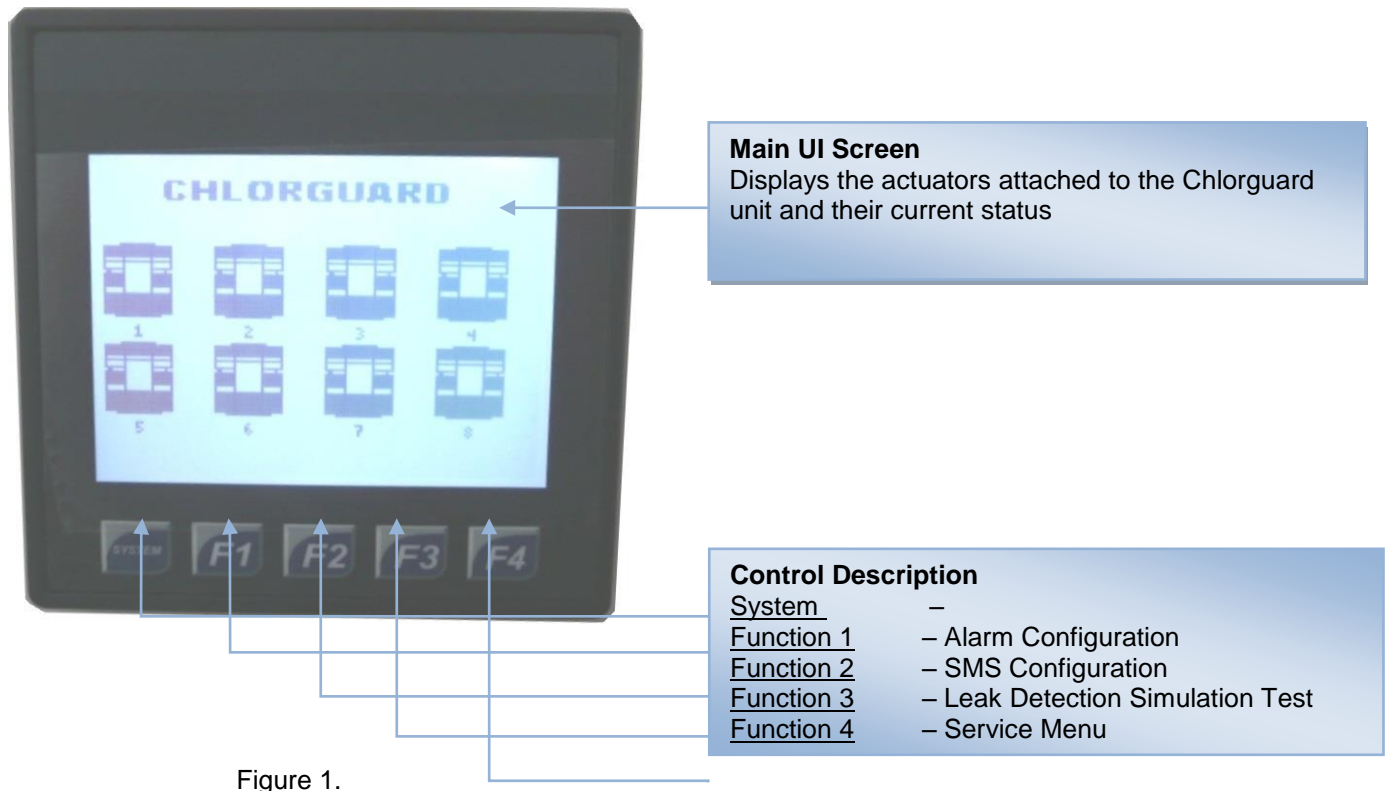 CHLORGUARD
1 2 3 4
5 6 7 8
SYSTEM F1 F2 F3 F4
Main UI Screen
Displays the actuators attached to the Chlorguard
unit and their current status
Control Description
System –
Function 1 – Alarm Configuration
Function 2 – SMS Configuration
Function 3 – Leak Detection Simulation Test
Function 4 – Service Menu
Figure 1.